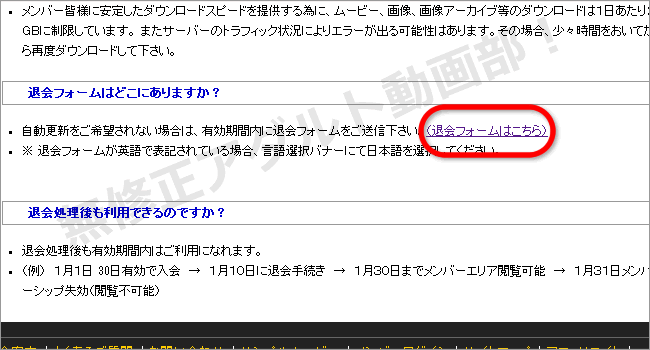 ・ メンバー皆様に安定したダウンロードスピードを提供する為に、ムービー、画像、画像アーカイブ等のダウンロードは1日あたり
GBに制限しています。またサーバーのトラフィック状況によりエラーが出る可能性はあります。その場合、少々時間をおいてか
ら再度ダウンロードして下さい。
退会フォームはどこにありますか？
・ 自動更新をご希望されない場合は、有効期間内に退会フォームをご送信下さい (退会フォームはこちら)
・ ※ 退会フォームが英語で表記されている場合、言語選択バナーにて日本語を選択してください。
退会処理後も利用できるのですか？
・ 退会処理後も有効期間内はご利用になれます。
・ (例) 1月1日 30日有効で入会 → 1月10日に退会手続き → 1月30日までメンバーエリア閲覧可能 → 1月31日メンバ
ーシップ失効(閲覧不可能)
無修正アダルト動画部！